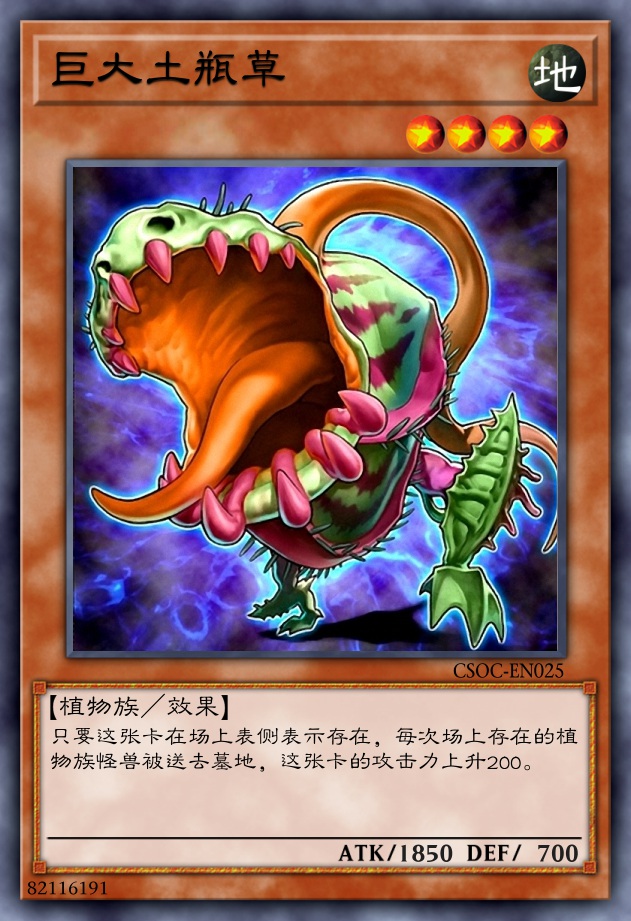 巨大土瓶草
地
CSOC-EN025
【植物族／效果】
只要这张卡在场上表侧表示存在，每次场上存在的植
物族怪兽被送去墓地，这张卡的攻击力上升200。
ATK/1850 DEF/ 700
82116191